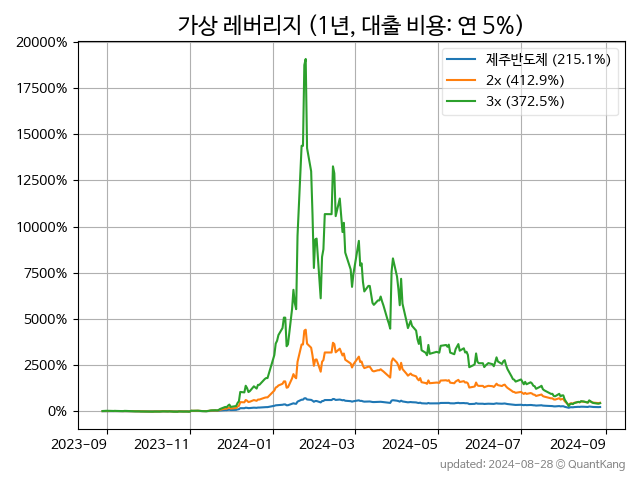 가상 레버리지 (1년, 대출 비용: 연 5%)
20000%
17500%
15000%
12500%
10000%
7500%
5000%
2500%
0%
제주반도체 (215.1%)
2x (412.9%)
3x (372.5%)
2023-09 2023-11 2024-01 2024-03 2024-05 2024-07 2024-09
updated: 2024-08-28 © QuantKang